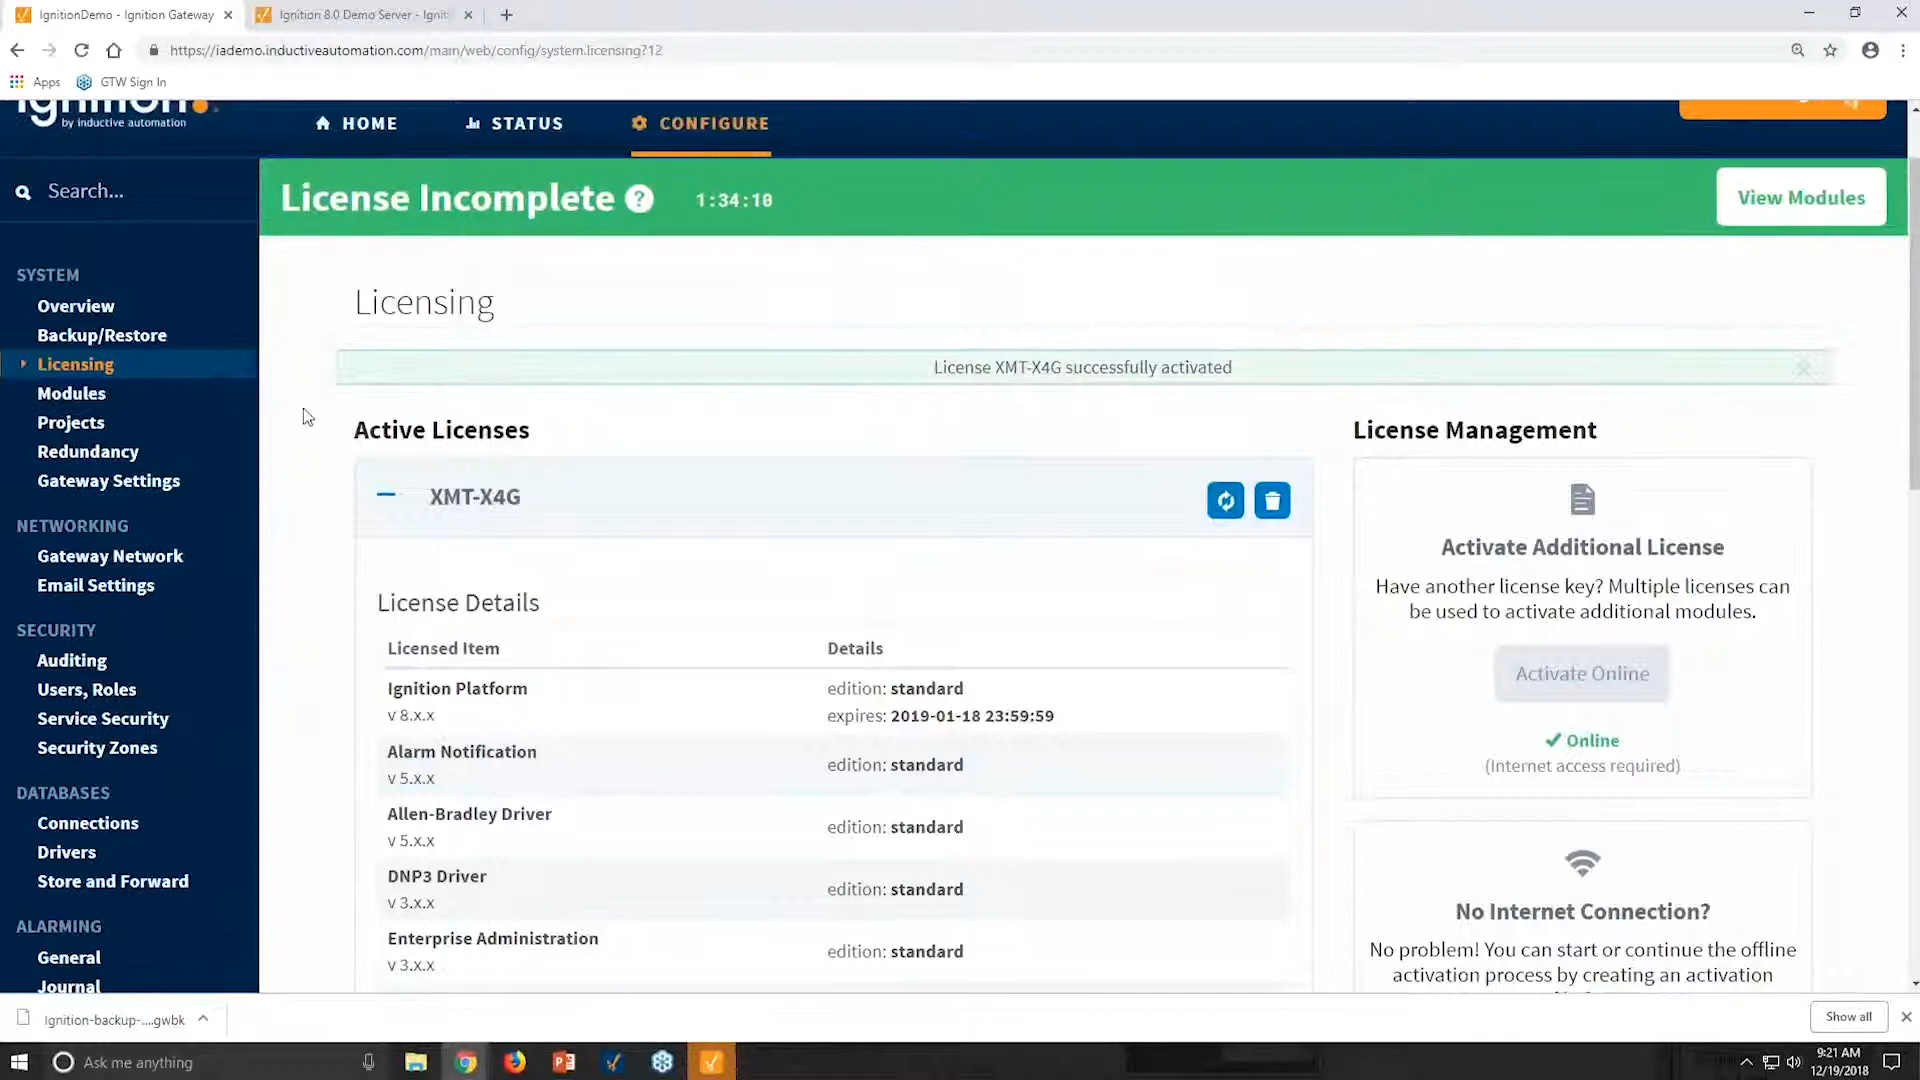 IgnitionDemo - Ignition Gateway
Ignition 8.0 Demo Server - Igniti
https://iademo.inductiveautomation.com/main/web/config/system.licensing?12
Apps
GTW Sign In
ignition
by inductive automation
HOME
STATUS
CONFIGURE
Search...
License Incomplete ?
1:34:10
View Modules
SYSTEM
Overview
Backup/Restore
Licensing
Modules
Projects
Redundancy
Gateway Settings
NETWORKING
Gateway Network
Email Settings
SECURITY
Auditing
Users, Roles
Service Security
Security Zones
DATABASES
Connections
Drivers
Store and Forward
ALARMING
General
Journal
Licensing
License XMT-X4G successfully activated
Active Licenses
XMT-X4G
License Details
Licensed Item Details
Ignition Platform
v 8.x.x
edition: standard
expires: 2019-01-18 23:59:59
Alarm Notification
v 5.x.x
edition: standard
Allen-Bradley Driver
v 5.x.x
edition: standard
DNP3 Driver
v 3.x.x
edition: standard
Enterprise Administration
v 3.x.x
edition: standard
License Management
Activate Additional License
Have another license key? Multiple licenses can
be used to activate additional modules.
Activate Online
Online
(Internet access required)
No Internet Connection?
No problem! You can start or continue the offline
activation process by creating an activation
Ignition-backup-....gwbk
Show all
Ask me anything
9:21 AM
12/19/2018